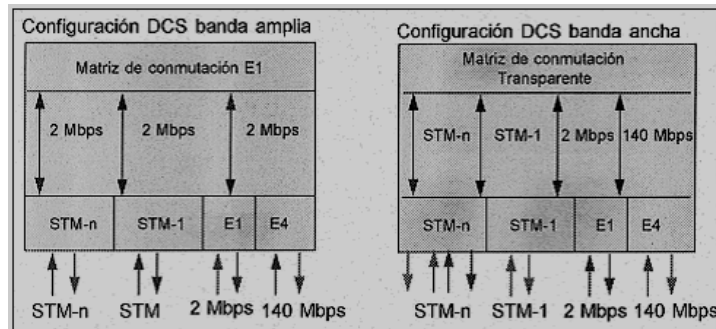 Configuración DCS banda amplia
Matriz de conmutación E1
2 Mbps 2 Mbps 2 Mbps
STM-n STM-1 E1 E4
STM-n STM 2 Mbps 140 Mbps
Configuración DCS banda ancha
Matriz de conmutación
Transparente
STM-n STM-1 2 Mbps 140 Mbps
STM-n STM-1 E1 E4
STM-n STM-1 2 Mbps 140 Mbps